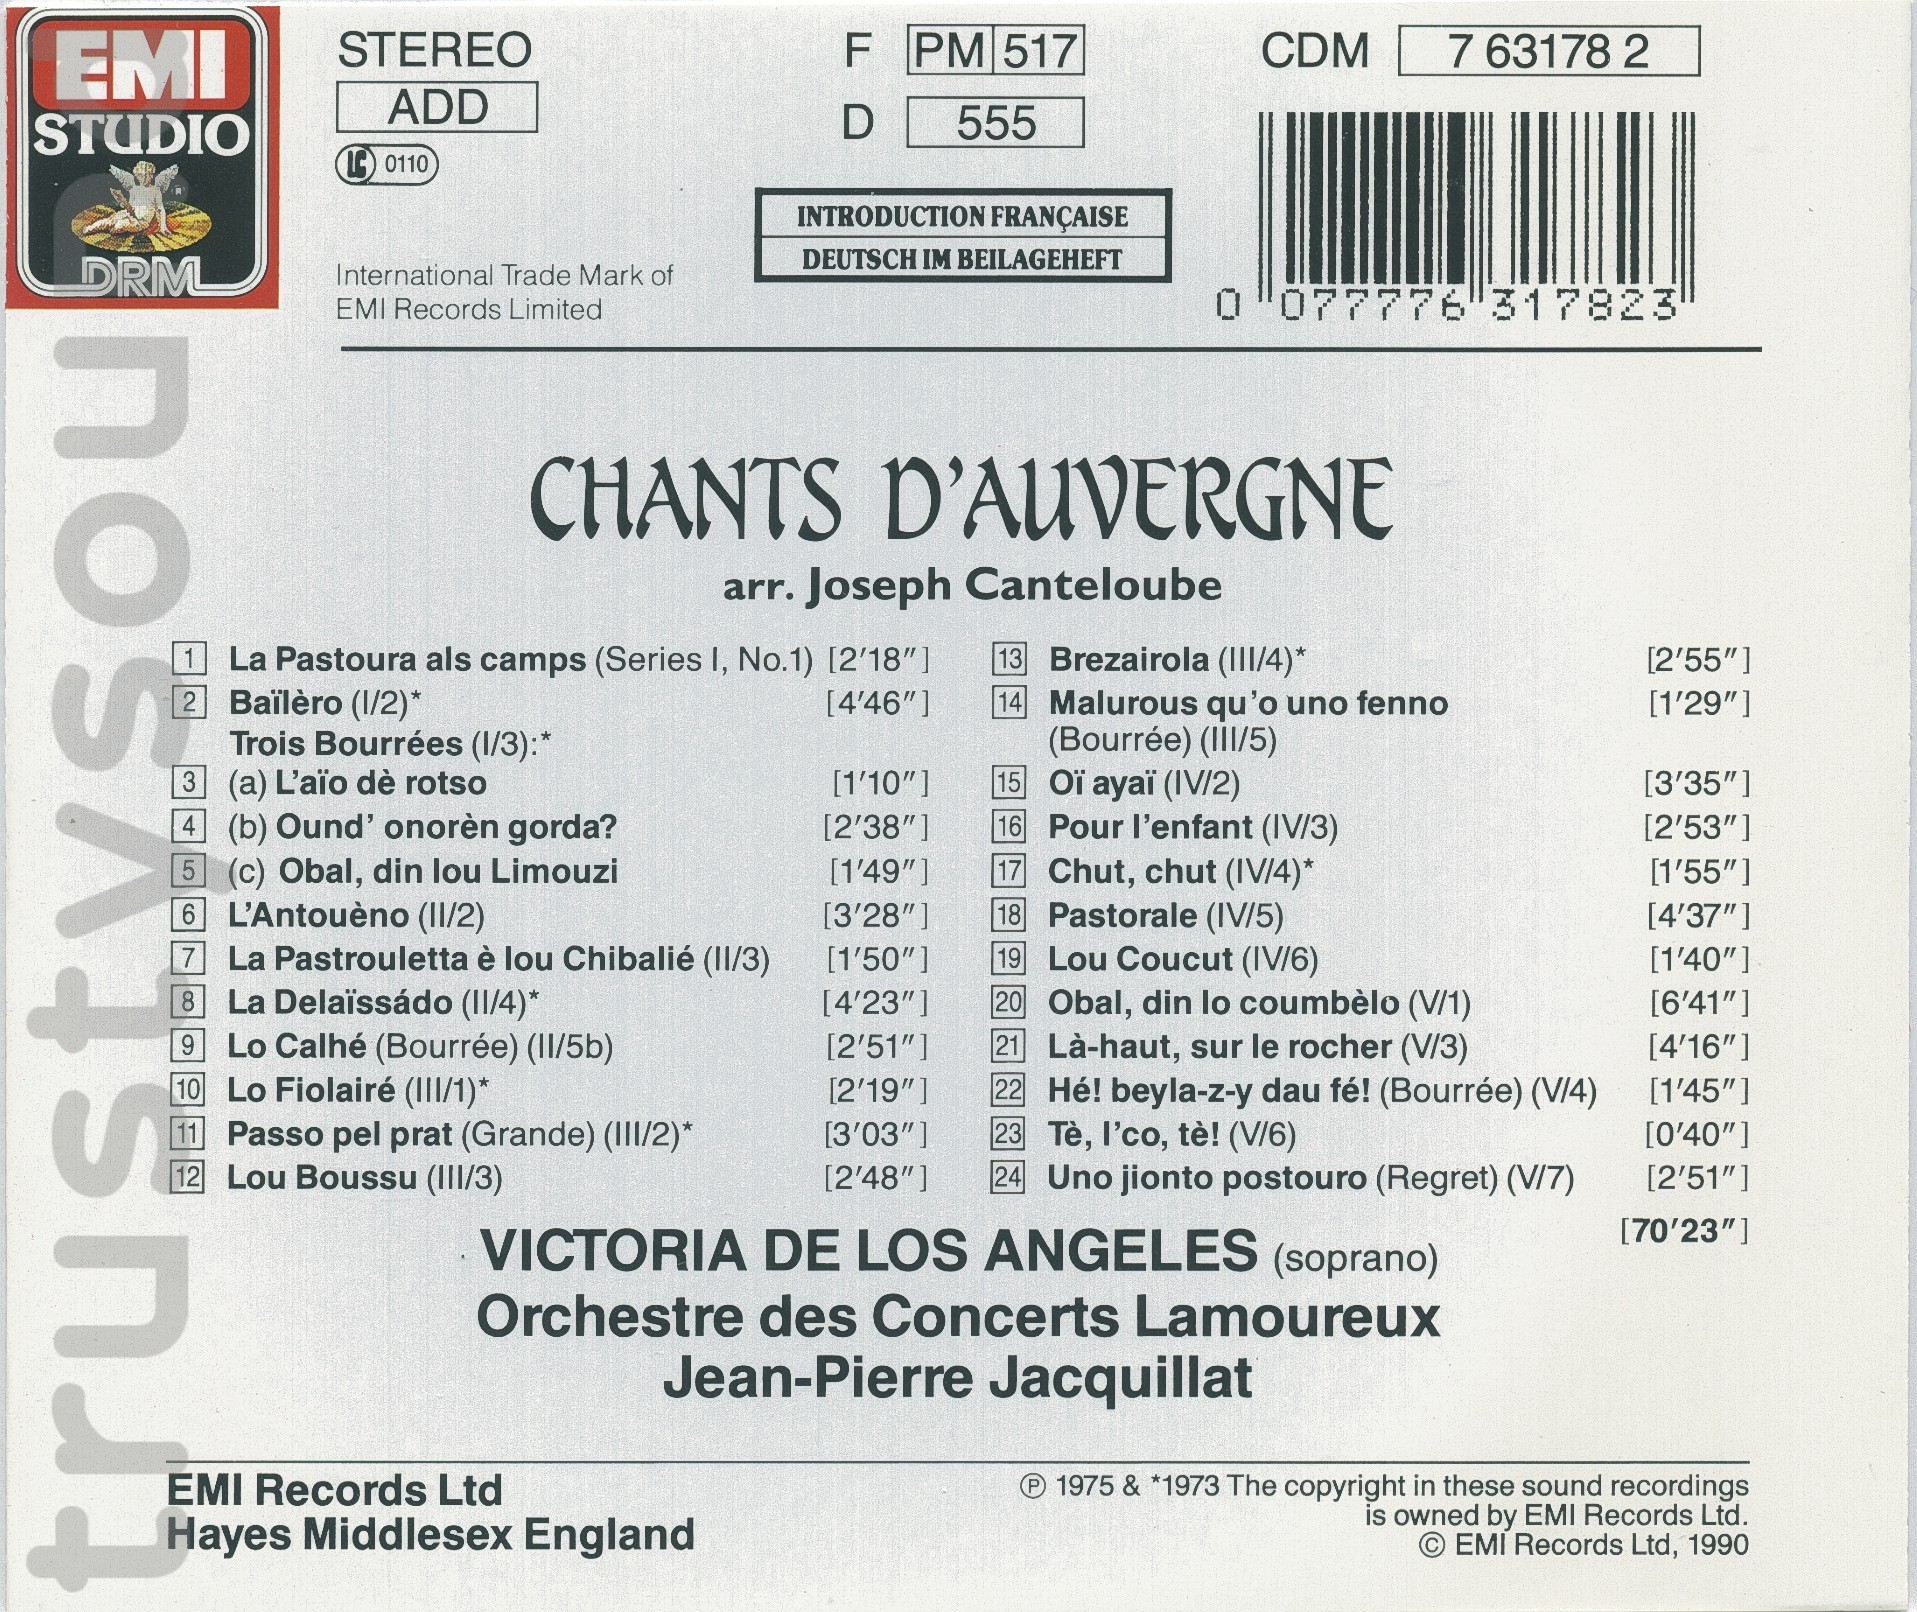 EMI
STUDIO
DRM
STEREO
ADD
LC 0110
International Trade Mark of
EMI Records Limited
F PM 517
D 555
INTRODUCTION FRANÇAISE
DEUTSCH IM BEILAGEHEFT
CDM 7 63178 2
0 077776 317823
CHANTS D'AUVERGNE
arr. Joseph Canteloube
1 La Pastoura als camps (Series I, No.1) [2'18"]
2 Baïlèro (I/2)* [4'46"]
Trois Bourrées (I/3):*
3 (a) L'aïo dè rotso [1'10"]
4 (b) Ound' onorèn gorda? [2'38"]
5 (c) Obal, din lou Limouzi [1'49"]
6 L'Antouèno (II/2) [3'28"]
7 La Pastrouletta è lou Chibalié (II/3) [1'50"]
8 La Delaïssádo (II/4)* [4'23"]
9 Lo Calhé (Bourrée) (II/5b) [2'51"]
10 Lo Fiolairé (III/1)* [2'19"]
11 Passo pel prat (Grande) (III/2)* [3'03"]
12 Lou Boussu (III/3) [2'48"]
13 Brezairola (III/4)* [2'55"]
14 Malurous qu'o uno fenno [1'29"]
(Bourrée) (III/5)
15 Oï ayaï (IV/2) [3'35"]
16 Pour l'enfant (IV/3) [2'53"]
17 Chut, chut (IV/4)* [1'55"]
18 Pastorale (IV/5) [4'37"]
19 Lou Coucut (IV/6) [1'40"]
20 Obal, din lo coumbèlo (V/1) [6'41"]
21 Là-haut, sur le rocher (V/3) [4'16"]
22 Hé! beyla-z-y dau fé! (Bourrée) (V/4) [1'45"]
23 Tè, l'co, tè! (V/6) [0'40"]
24 Uno jionto postouro (Regret) (V/7) [2'51"]
[70'23"]
VICTORIA DE LOS ANGELES (soprano)
Orchestre des Concerts Lamoureux
Jean-Pierre Jacquillat
EMI Records Ltd
Hayes Middlesex England
℗ 1975 & *1973 The copyright in these sound recordings
is owned by EMI Records Ltd.
© EMI Records Ltd, 1990